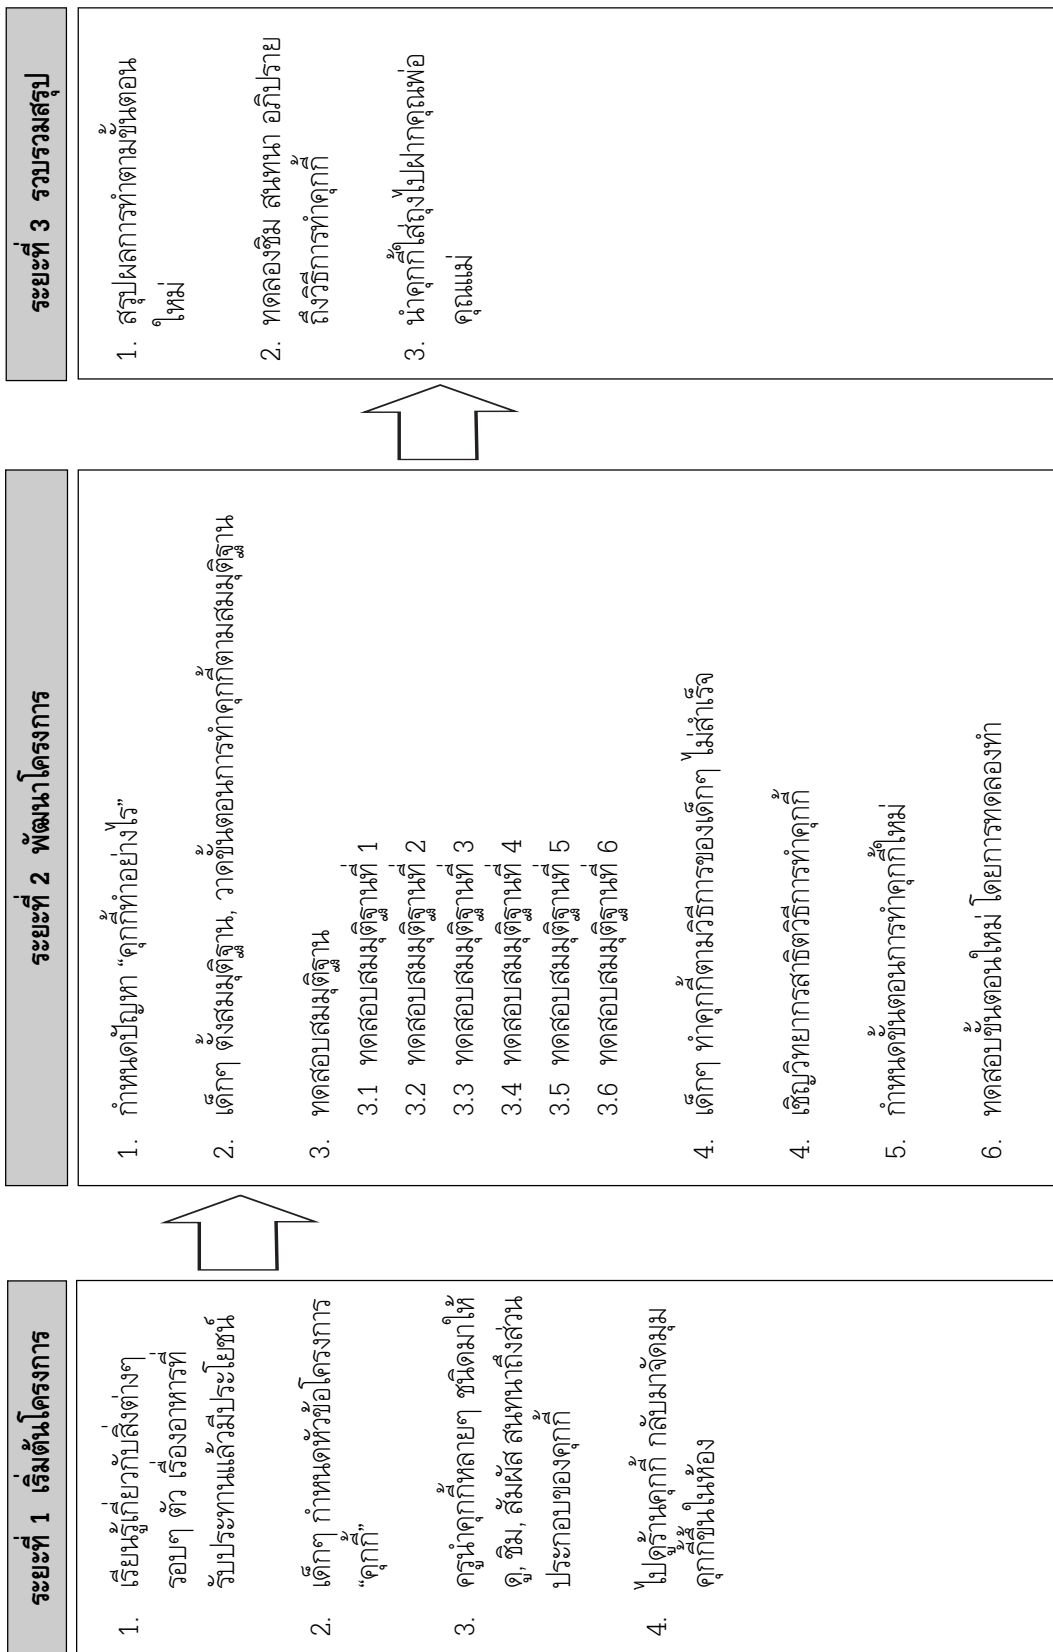 ระยะที่ 1 เริ่มต้นโครงการ
1. เรียนรู้เกี่ยวกับสิ่งต่างๆ
รอบๆ ตัว เรื่องอาหารที่
รับประทานแล้วมีประโยชน์
2. เด็กๆ กำหนดหัวข้อโครงการ
“คุกกี้”
3. ครูนำคุกกี้หลายๆ ชนิดมาให้
ดู, ชิม, สัมผัส สนทนาถึงส่วน
ประกอบของคุกกี้
4. ไปดูร้านคุกกี้ กลับมาจัดมุม
คุกกี้ขึ้นในห้อง
ระยะที่ 2 พัฒนาโครงการ
1. กำหนดปัญหา “คุกกี้ทำอย่างไร”
2. เด็กๆ ตั้งสมมุติฐาน, วาดขั้นตอนการทำคุกกี้ตามสมมุติฐาน
3. ทดสอบสมมุติฐาน
3.1 ทดสอบสมมุติฐานที่ 1
3.2 ทดสอบสมมุติฐานที่ 2
3.3 ทดสอบสมมุติฐานที่ 3
3.4 ทดสอบสมมุติฐานที่ 4
3.5 ทดสอบสมมุติฐานที่ 5
3.6 ทดสอบสมมุติฐานที่ 6
4. เด็กๆ ทำคุกกี้ตามวิธีการของเด็กๆ ไม่สำเร็จ
4. เชิญวิทยากรสาธิตวิธีการทำคุกกี้
5. กำหนดขั้นตอนการทำคุกกี้ใหม่
6. ทดสอบขั้นตอนใหม่ โดยการทดลองทำ
ระยะที่ 3 รวบรวมสรุป
1. สรุปผลการทำตามขั้นตอน
ใหม่
2. ทดลองชิม สนทนา อภิปราย
ถึงวิธีการทำคุกกี้
3. นำคุกกี้ใส่ถุงไปฝากคุณพ่อ
คุณแม่